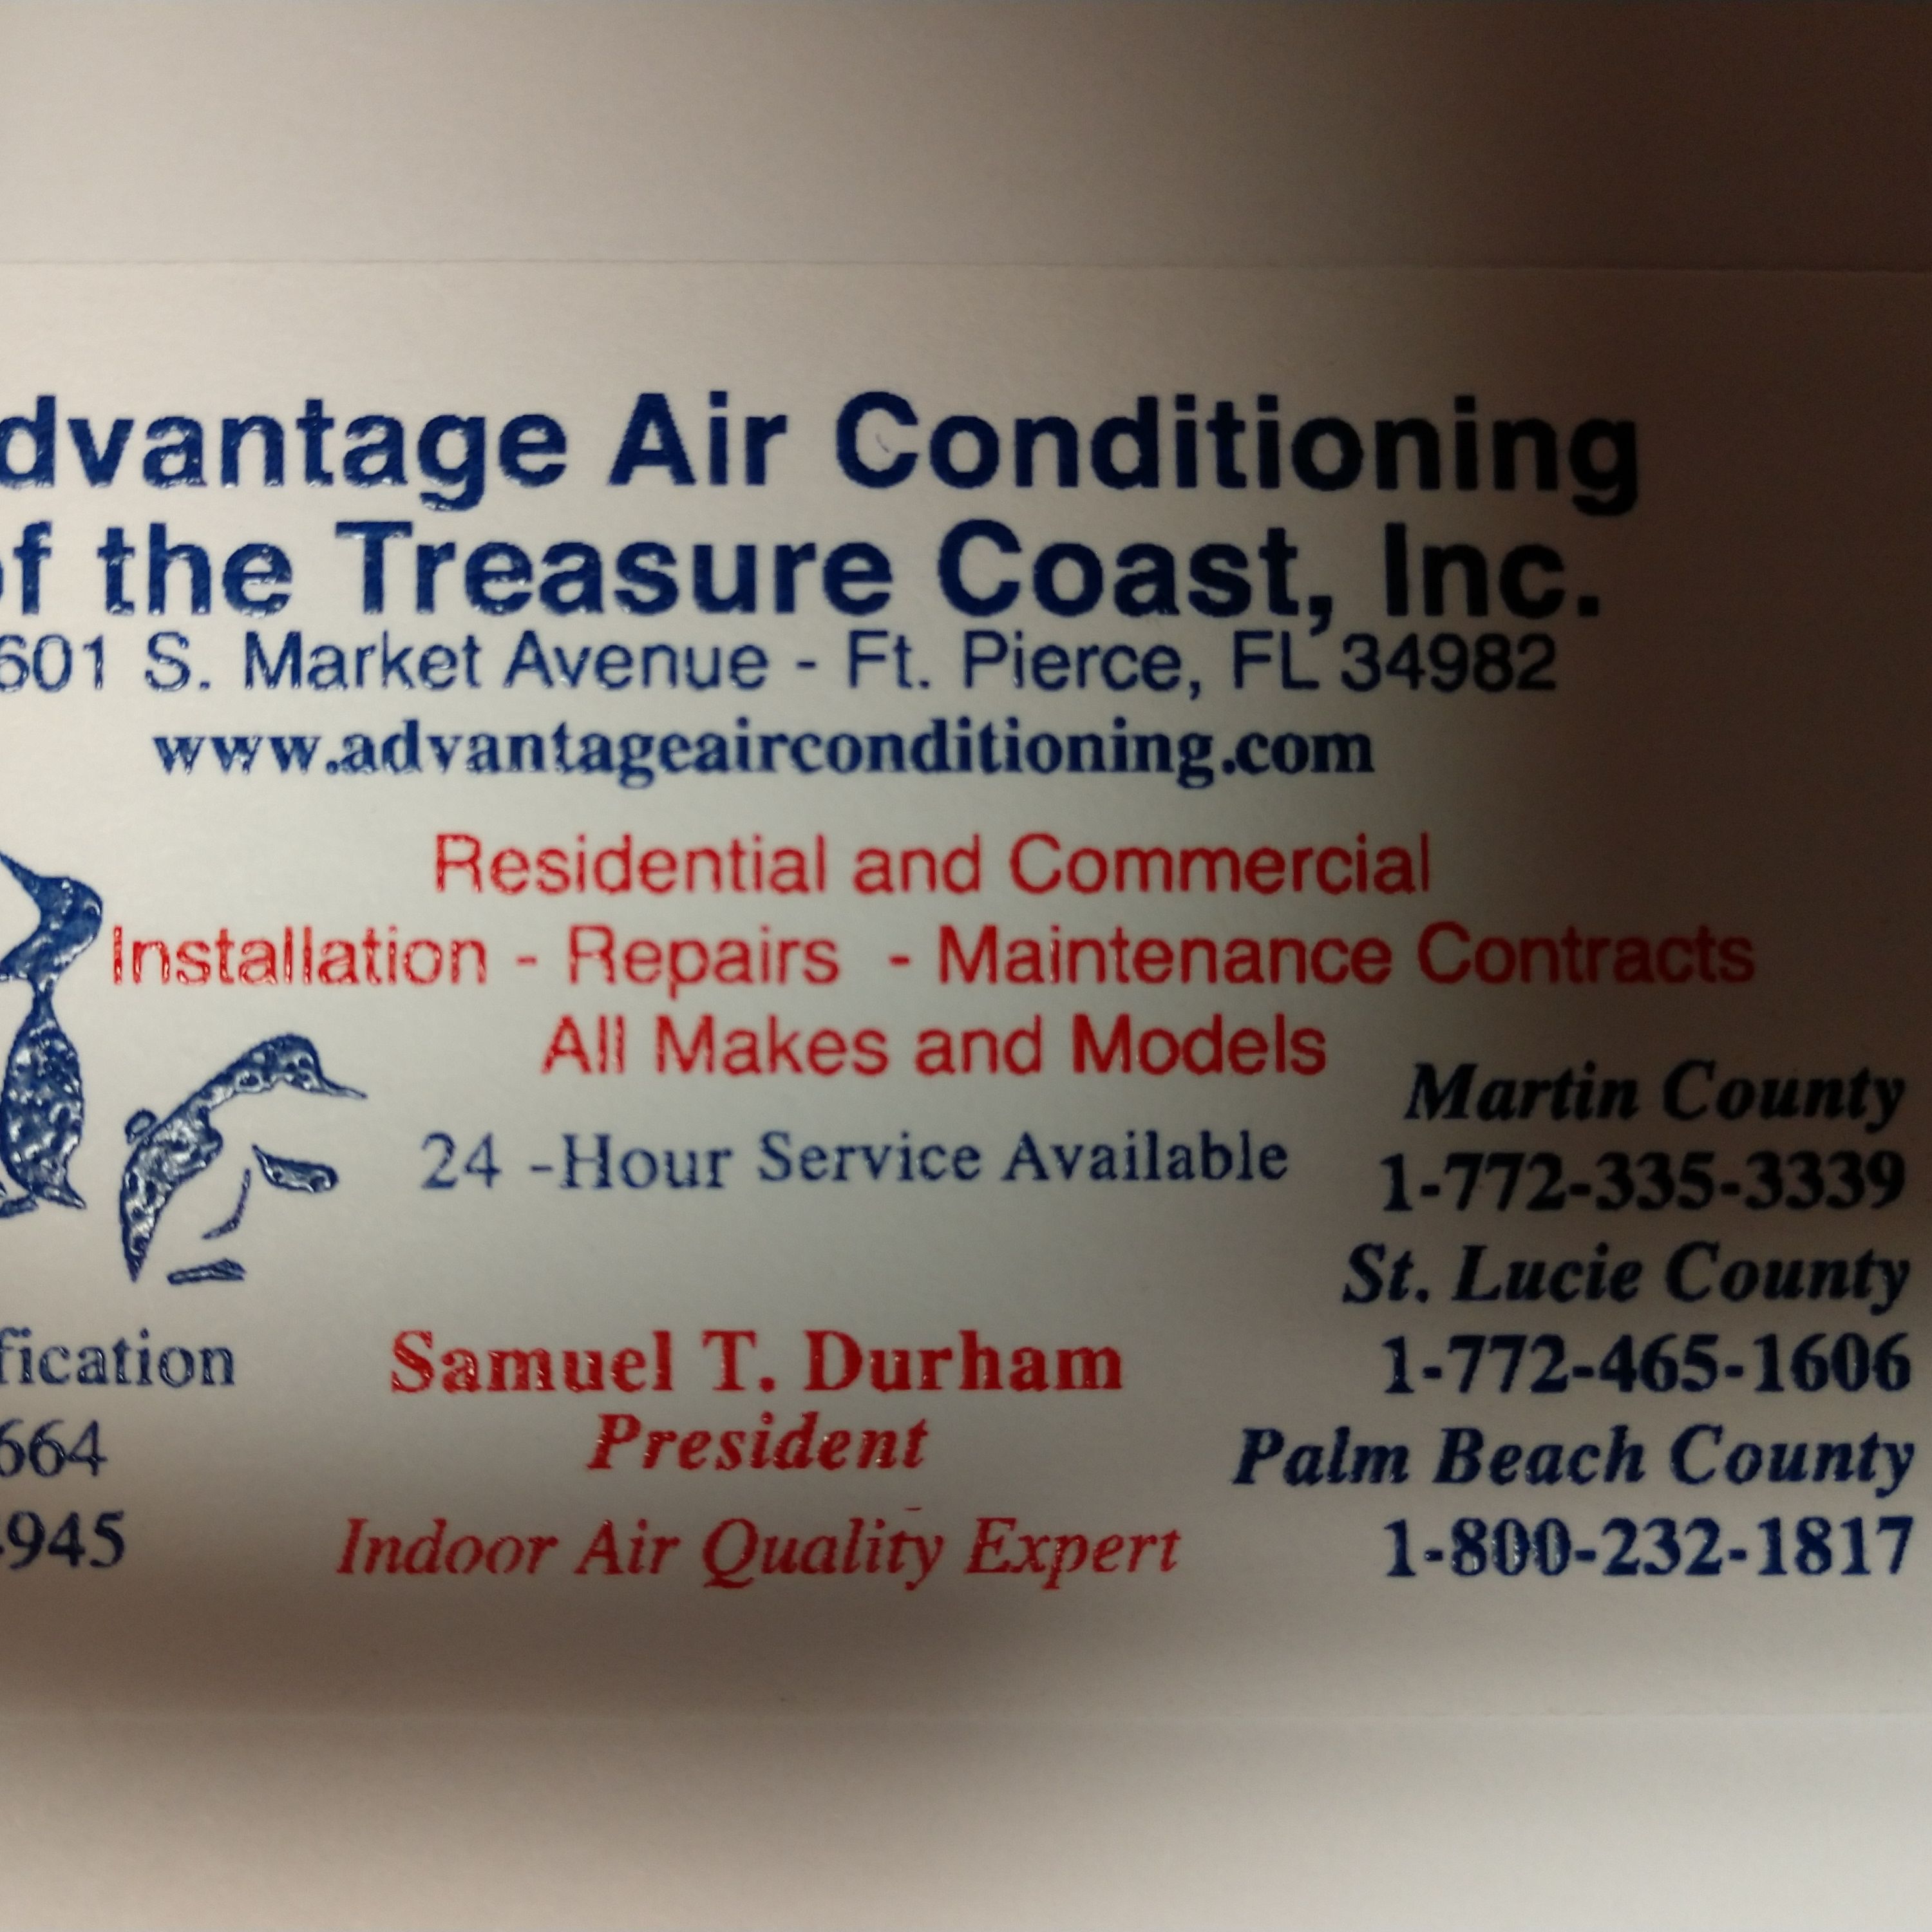 dvantage Air Conditioning
of the Treasure Coast, Inc.
601 S. Market Avenue - Ft. Pierce, FL 34982
www.advantageairconditioning.com
Residential and Commercial
Installation - Repairs - Maintenance Contracts
All Makes and Models
24 -Hour Service Available
Martin County
1-772-335-3339
St. Lucie County
1-772-465-1606
Palm Beach County
1-800-232-1817
fication
664
945
Samuel T. Durham
President
Indoor Air Quality Expert